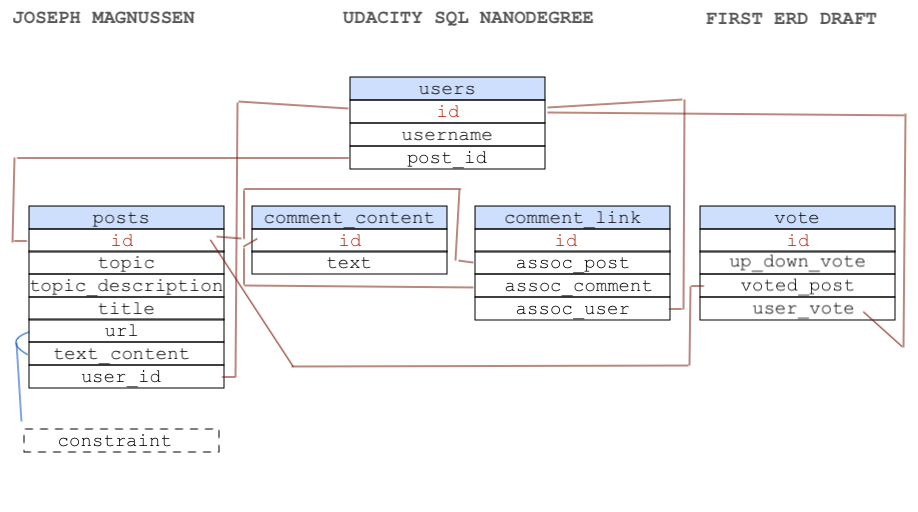 JOSEPH MAGNUSSEN
UDACITY SQL NANODEGREE
FIRST ERD DRAFT
users
id
username
post_id
posts
id
topic
topic_description
title
url
text_content
user_id
constraint
comment_content
id
text
comment_link
id
assoc_post
assoc_comment
assoc_user
vote
id
up_down_vote
voted_post
user_vote